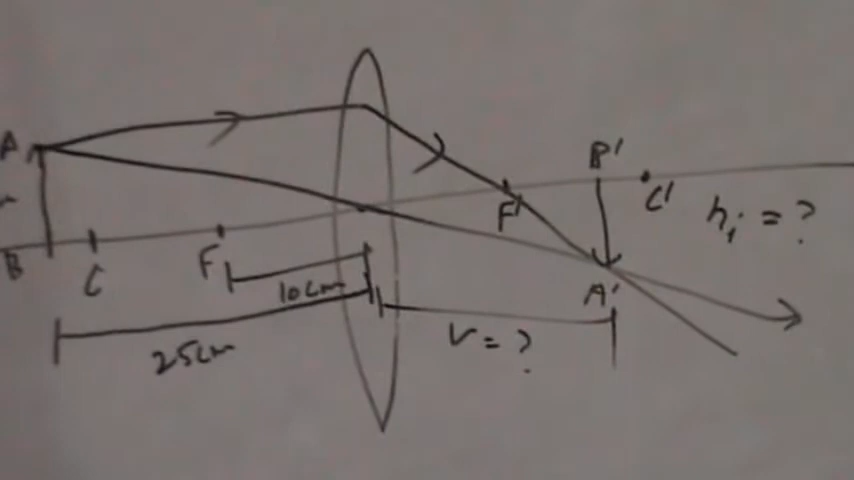 A
B
C
F
10cm
25cm
F'
B'
C'
A'
v = ?
hi = ?